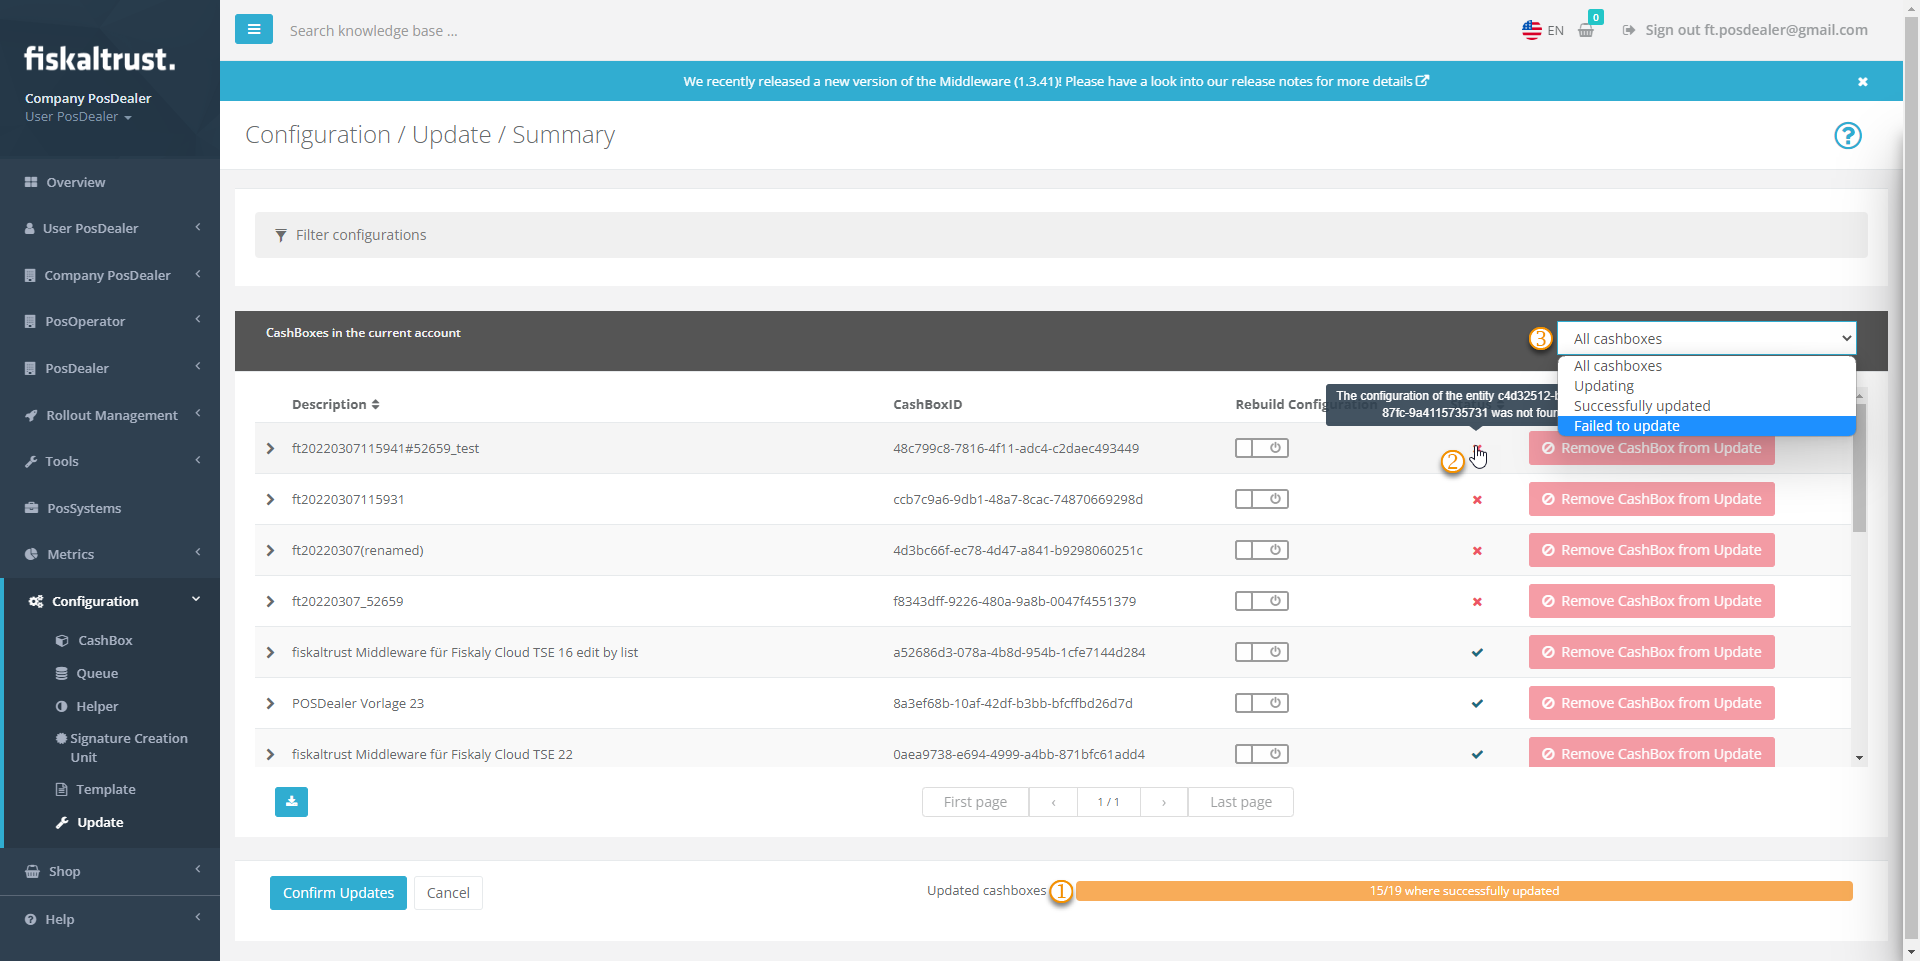 Search knowledge base ...
EN
0
Sign out ft.posdealer@gmail.com
fiskaltrust.
Company PosDealer
User PosDealer
We recently released a new version of the Middleware (1.3.41)! Please have a look into our release notes for more details
Configuration / Update / Summary
Overview
User PosDealer
Company PosDealer
PosOperator
PosDealer
Rollout Management
Tools
PosSystems
Metrics
Configuration
CashBox
Queue
Helper
Signature Creation
Unit
Template
Update
Shop
Help
Filter configurations
CashBoxes in the current account
3
All cashboxes
All cashboxes
Updating
Successfully updated
Failed to update
Description
CashBoxID
Rebuild Configu
The configuration of the entity c4d32512-b
87fc-9a4115735731 was not foun
2
ft20220307115941#52659_test
48c799c8-7816-4f11-adc4-c2daec493449
Remove CashBox from Update
ft20220307115931
ccb7c9a6-9db1-48a7-8cac-74870669298d
Remove CashBox from Update
ft20220307(renamed)
4d3bc66f-ec78-4d47-a841-b9298060251c
Remove CashBox from Update
ft20220307_52659
f8343dff-9226-480a-9a8b-0047f4551379
Remove CashBox from Update
fiskaltrust Middleware für Fiskaly Cloud TSE 16 edit by list
a52686d3-078a-4b8d-954b-1cfe7144d284
Remove CashBox from Update
POSDealer Vorlage 23
8a3ef68b-10af-42df-b3bb-bfcffbd26d7d
Remove CashBox from Update
fiskaltrust Middleware für Fiskaly Cloud TSE 22
0aea9738-e694-4999-a4bb-871bfc61add4
Remove CashBox from Update
First page
‹
1 / 1
›
Last page
Confirm Updates
Cancel
Updated cashboxes
1
15/19 where successfully updated